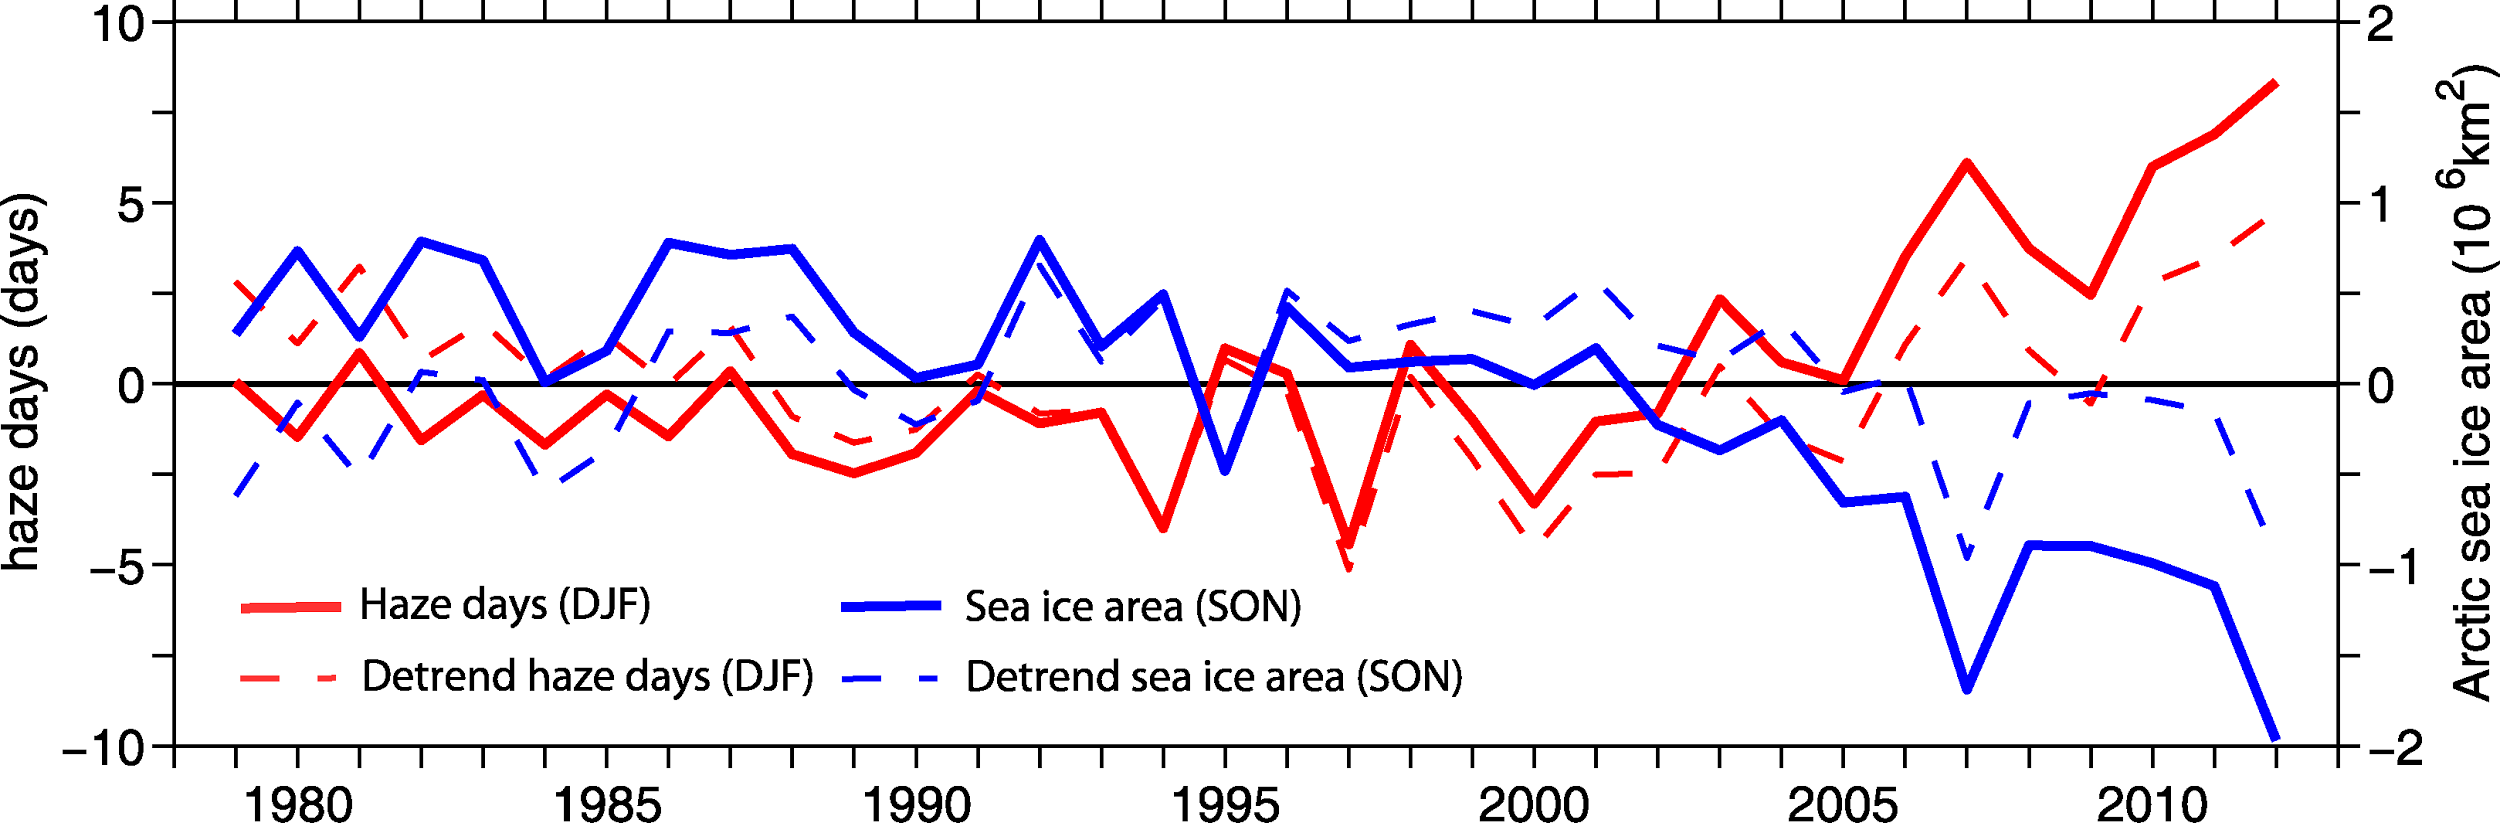 haze days (days)
10
5
0
−5
−10
Haze days (DJF)
Sea ice area (SON)
Detrend haze days (DJF)
Detrend sea ice area (SON)
1980 1985 1990 1995 2000 2005 2010
2
1
0
−1
−2
Arctic sea ice area (10⁶km²)